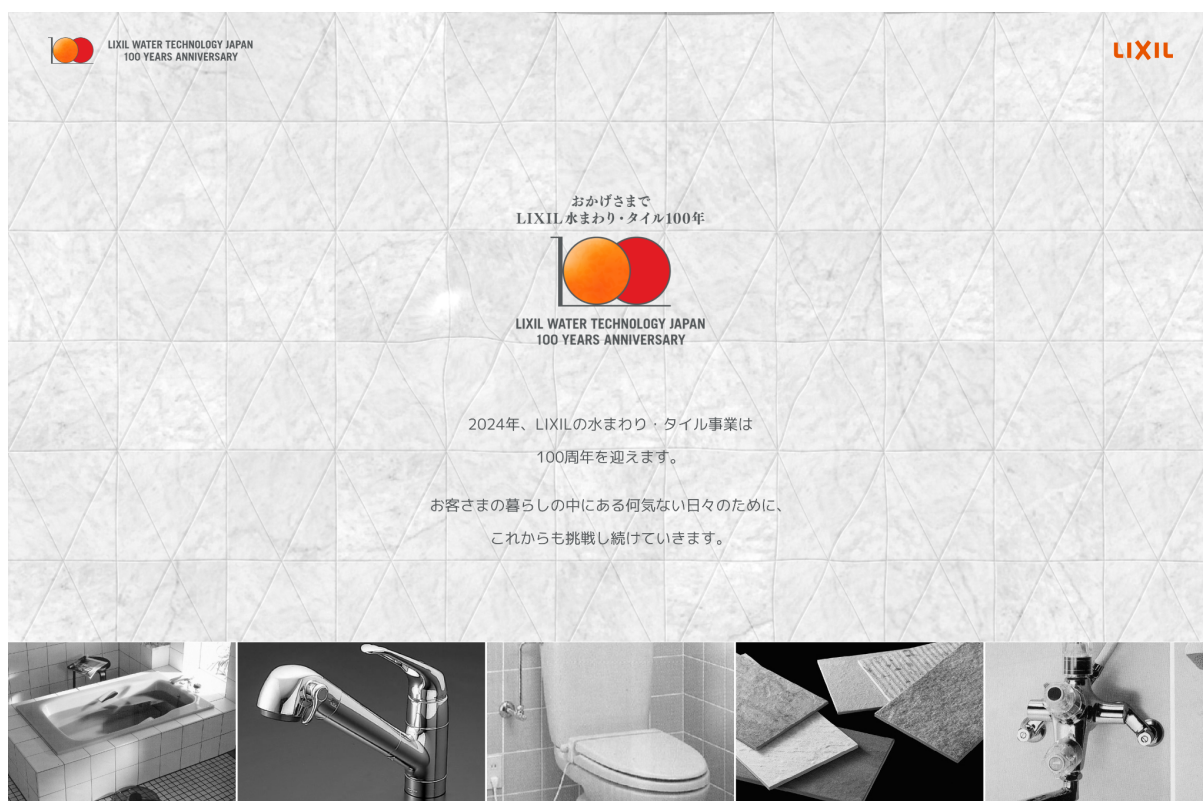 LIXIL WATER TECHNOLOGY JAPAN
100 YEARS ANNIVERSARY
LIXIL
おかげさまで
LIXIL水まわり・タイル100年
100
LIXIL WATER TECHNOLOGY JAPAN
100 YEARS ANNIVERSARY
2024年、LIXILの水まわり・タイル事業は
100周年を迎えます。
お客さまの暮らしの中にある何気ない日々のために、
これからも挑戦し続けていきます。